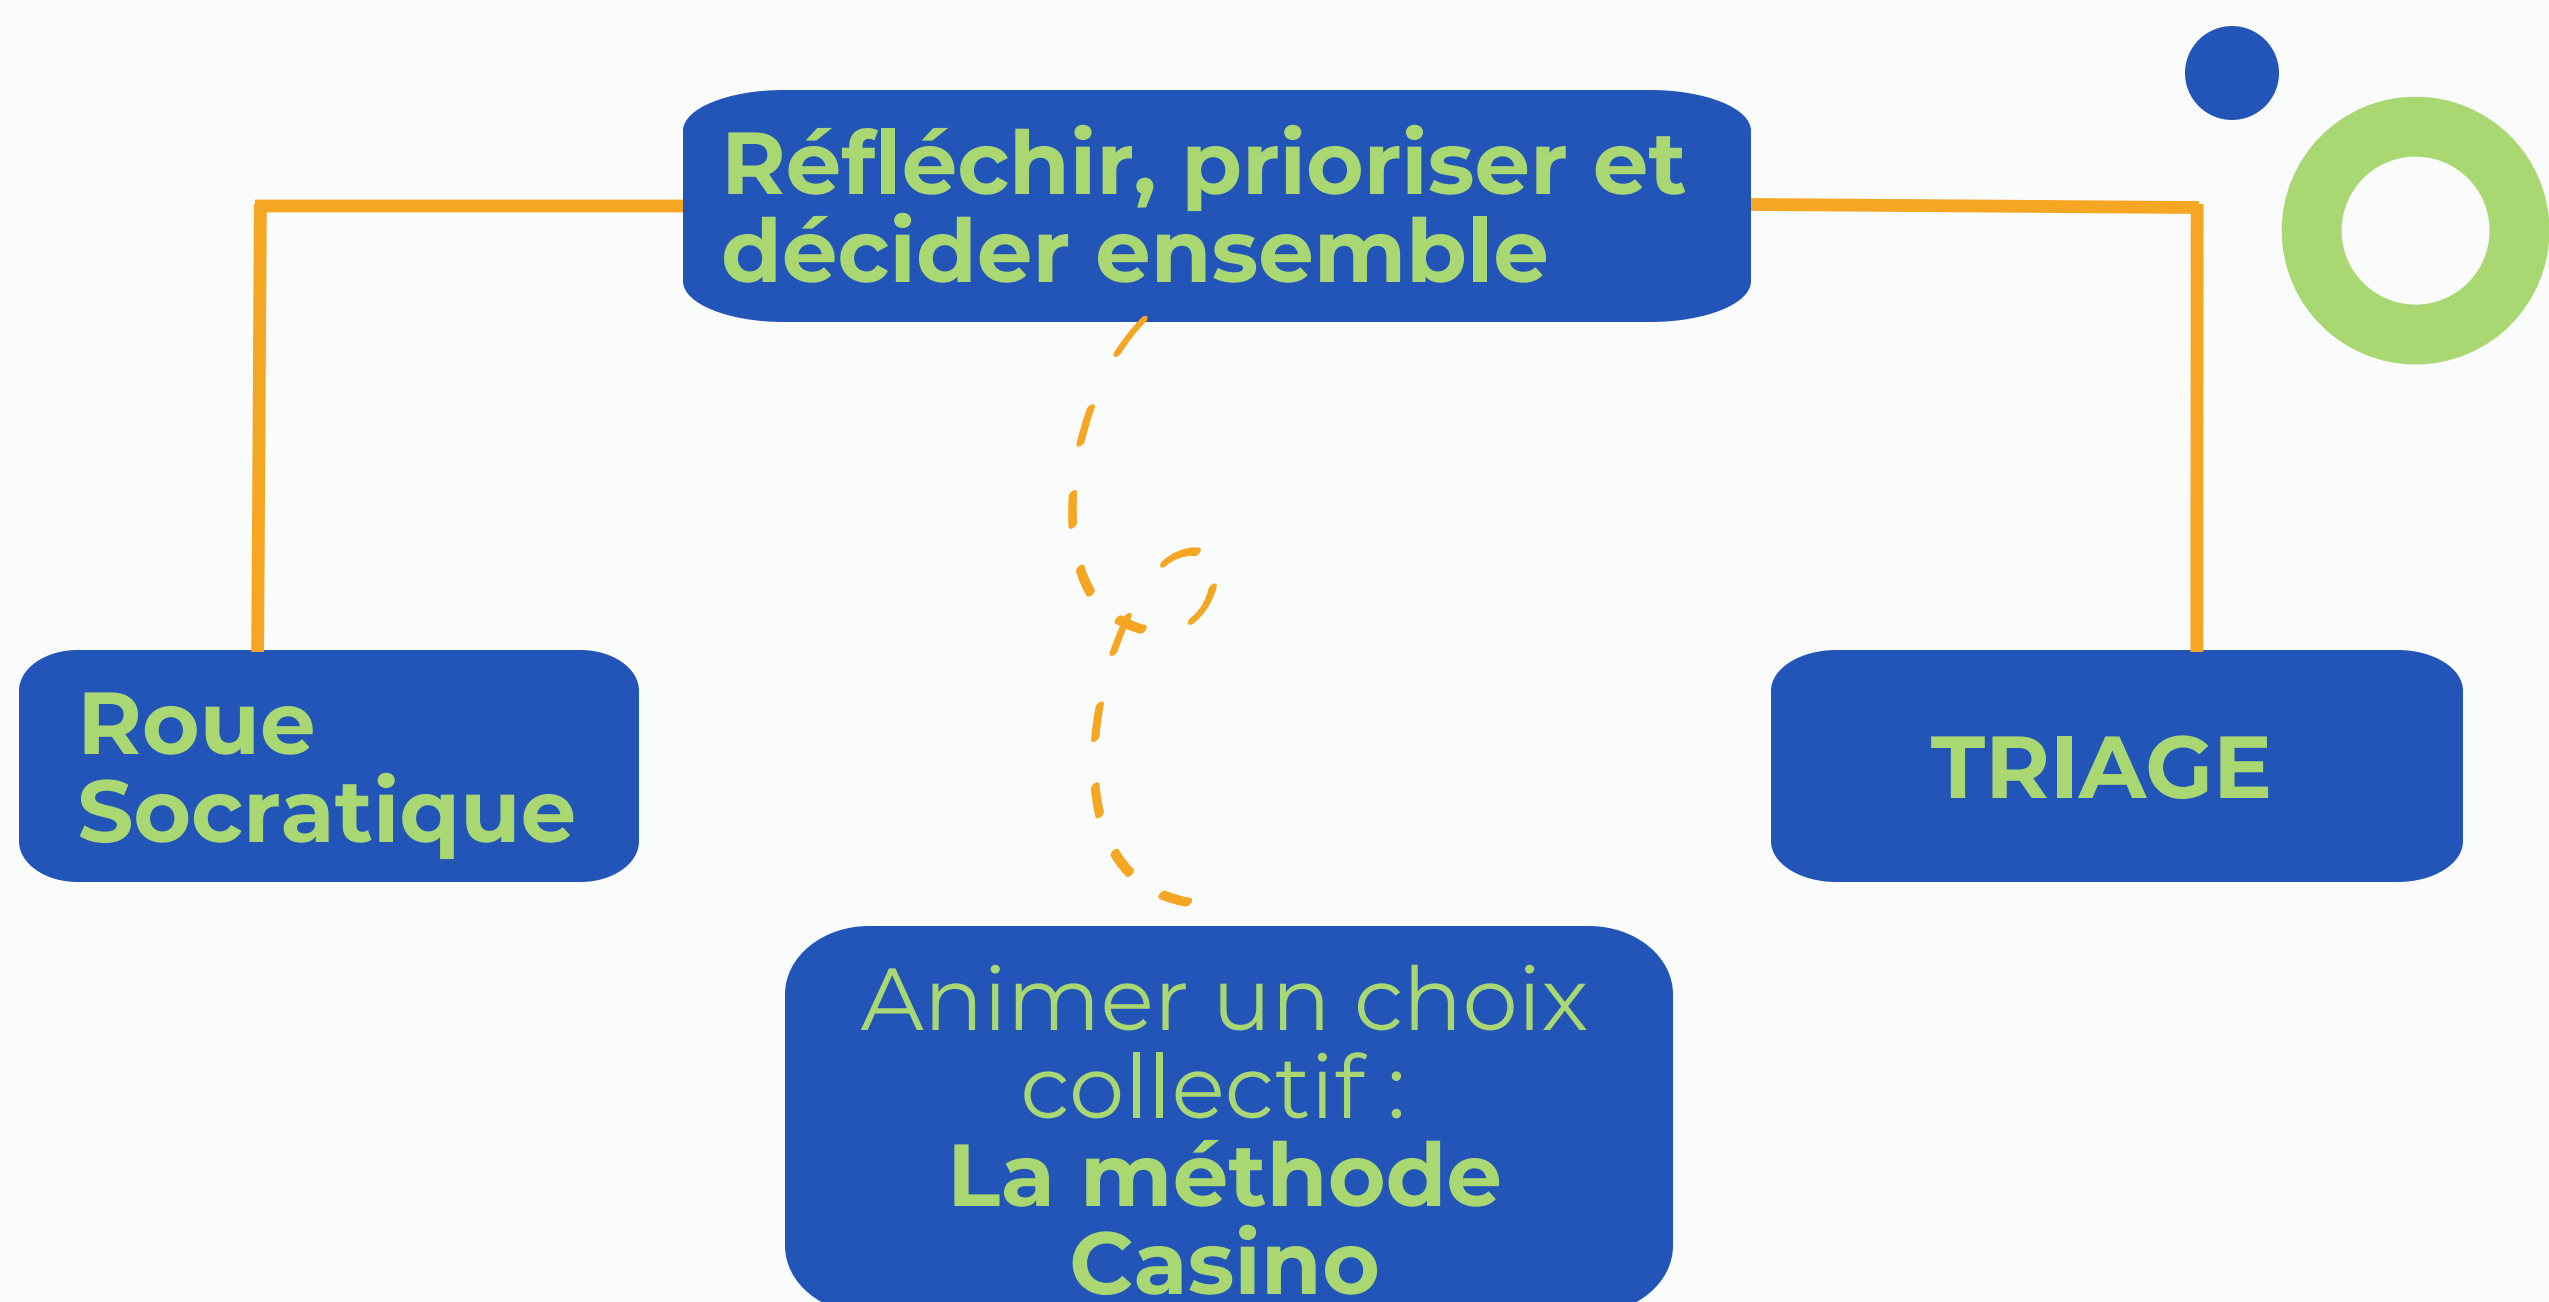 Réfléchir, prioriser et
décider ensemble
Roue
Socratique
TRIAGE
Animer un choix
collectif :
La méthode
Casino